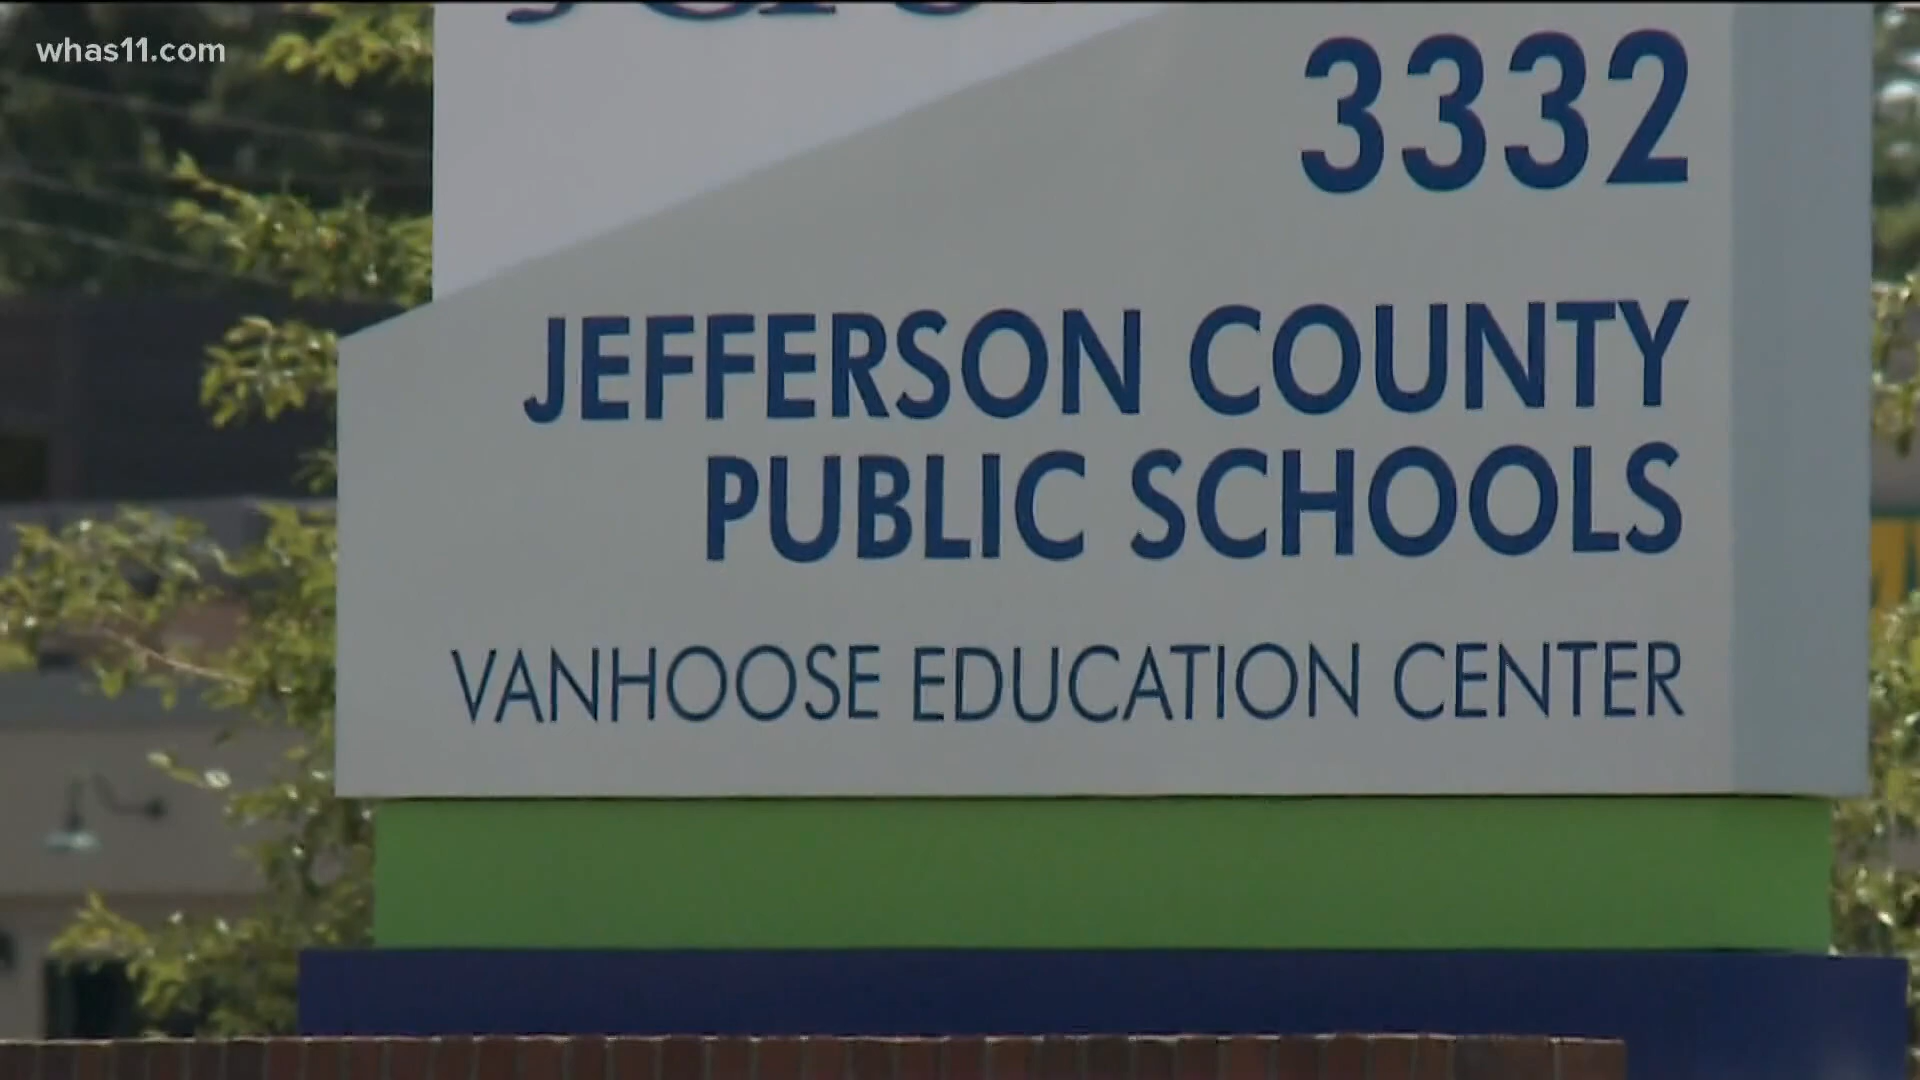 whas11.com
3332
JEFFERSON COUNTY
PUBLIC SCHOOLS
VANHOOSE EDUCATION CENTER